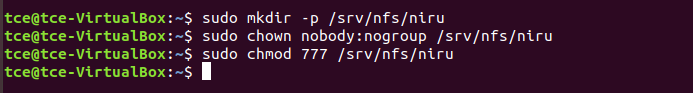 tce@tce-VirtualBox:~$ sudo mkdir -p /srv/nfs/niru
tce@tce-VirtualBox:~$ sudo chown nobody:nogroup /srv/nfs/niru
tce@tce-VirtualBox:~$ sudo chmod 777 /srv/nfs/niru
tce@tce-VirtualBox:~$